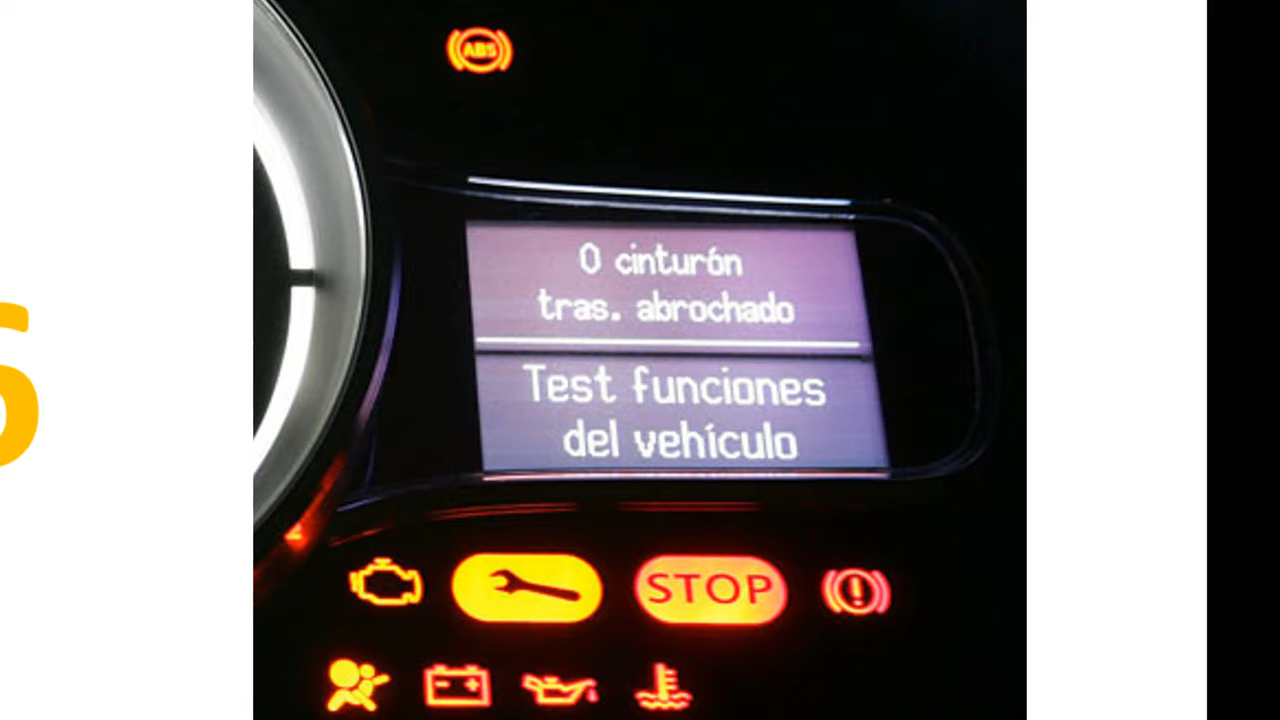 ABS
0 cinturón
tras. abrochado
Test funciones
del vehículo
STOP